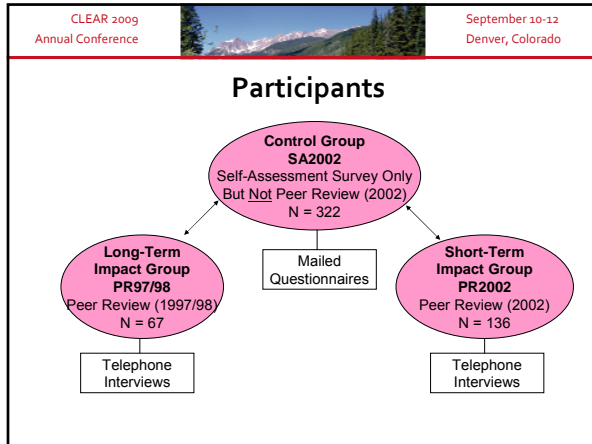 CLEAR 2009
Annual Conference
September 10-12
Denver, Colorado
Participants
Control Group
SA2002
Self-Assessment Survey Only
But Not Peer Review (2002)
N = 322
Mailed
Questionnaires
Long-Term
Impact Group
PR97/98
Peer Review (1997/98)
N = 67
Telephone
Interviews
Short-Term
Impact Group
PR2002
Peer Review (2002)
N = 136
Telephone
Interviews